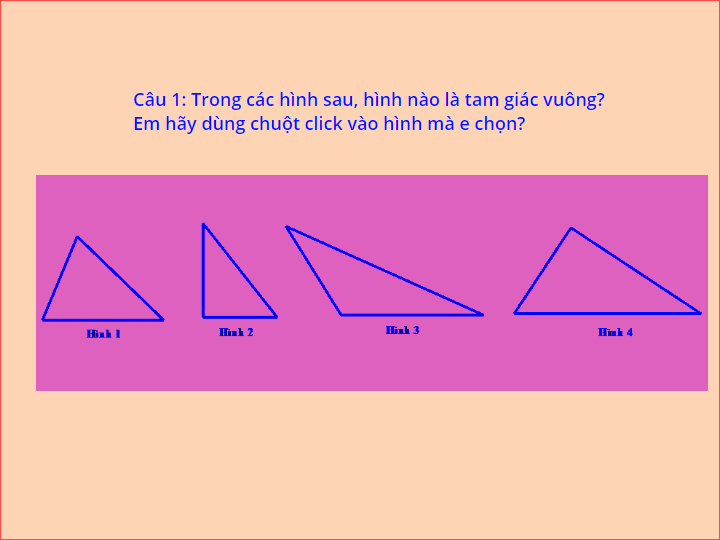 Câu 1: Trong các hình sau, hình nào là tam giác vuông?
Em hãy dùng chuột click vào hình mà e chọn?
Hình 1
Hình 2
Hình 3
Hình 4